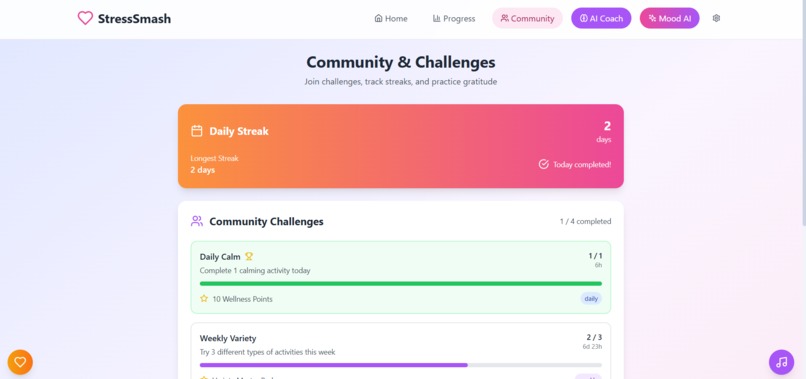 StressSmash
Home
Progress
Community
AI Coach
Mood AI
Community & Challenges
Join challenges, track streaks, and practice gratitude
Daily Streak
2
days
Longest Streak
2 days
Today completed!
Community Challenges
1 / 4 completed
Daily Calm
1 / 1
Complete 1 calming activity today
6h
10 Wellness Points
daily
Weekly Variety
2 / 3
Try 3 different types of activities this week
6d 23h